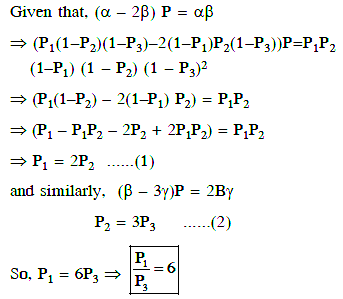 Given that, (α – 2β) P = αβ
⇒ (P₁(1–P₂)(1–P₃)–2(1–P₁)P₂(1–P₃))P=P₁P₂
(1–P₁) (1 – P₂) (1 – P₃)²
⇒ (P₁(1–P₂) – 2(1–P₁) P₂) = P₁P₂
⇒ (P₁ – P₁P₂ – 2P₂ + 2P₁P₂) = P₁P₂
⇒ P₁ = 2P₂ ......(1)
and similarly, (β – 3γ)P = 2Bγ
P₂ = 3P₃ ......(2)
So, P₁ = 6P₃ ⇒ P₁/P₃ = 6